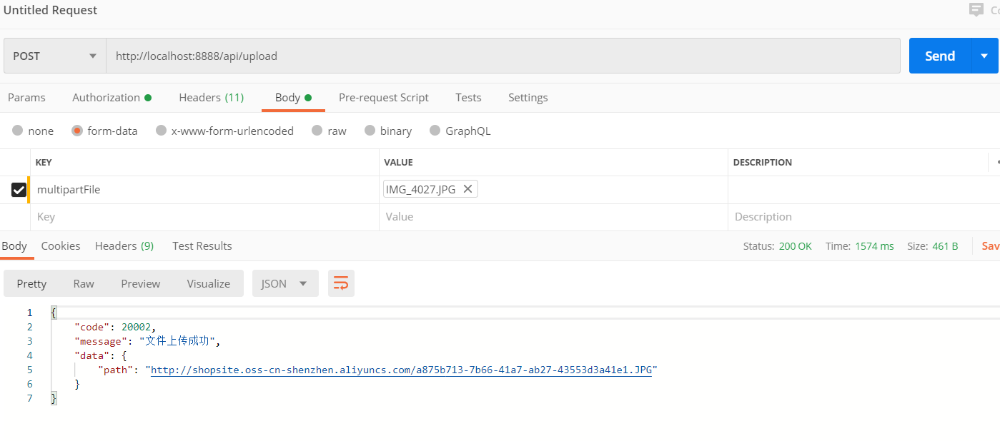 Untitled Request
POST http://localhost:8888/api/upload Send
Params Authorization Headers (11) Body Pre-request Script Tests Settings
none form-data x-www-form-urlencoded raw binary GraphQL
KEY VALUE DESCRIPTION
multipartFile IMG_4027.JPG
Key Value Description
Body Cookies Headers (9) Test Results Status: 200 OK Time: 1574 ms Size: 461 B
Pretty Raw Preview Visualize JSON
1 {
2 "code": 20002,
3 "message": "文件上传成功",
4 "data": {
5 "path": "http://shopsite.oss-cn-shenzhen.aliyuncs.com/a875b713-7b66-41a7-ab27-43553d3a41e1.JPG"
6 }
7 }